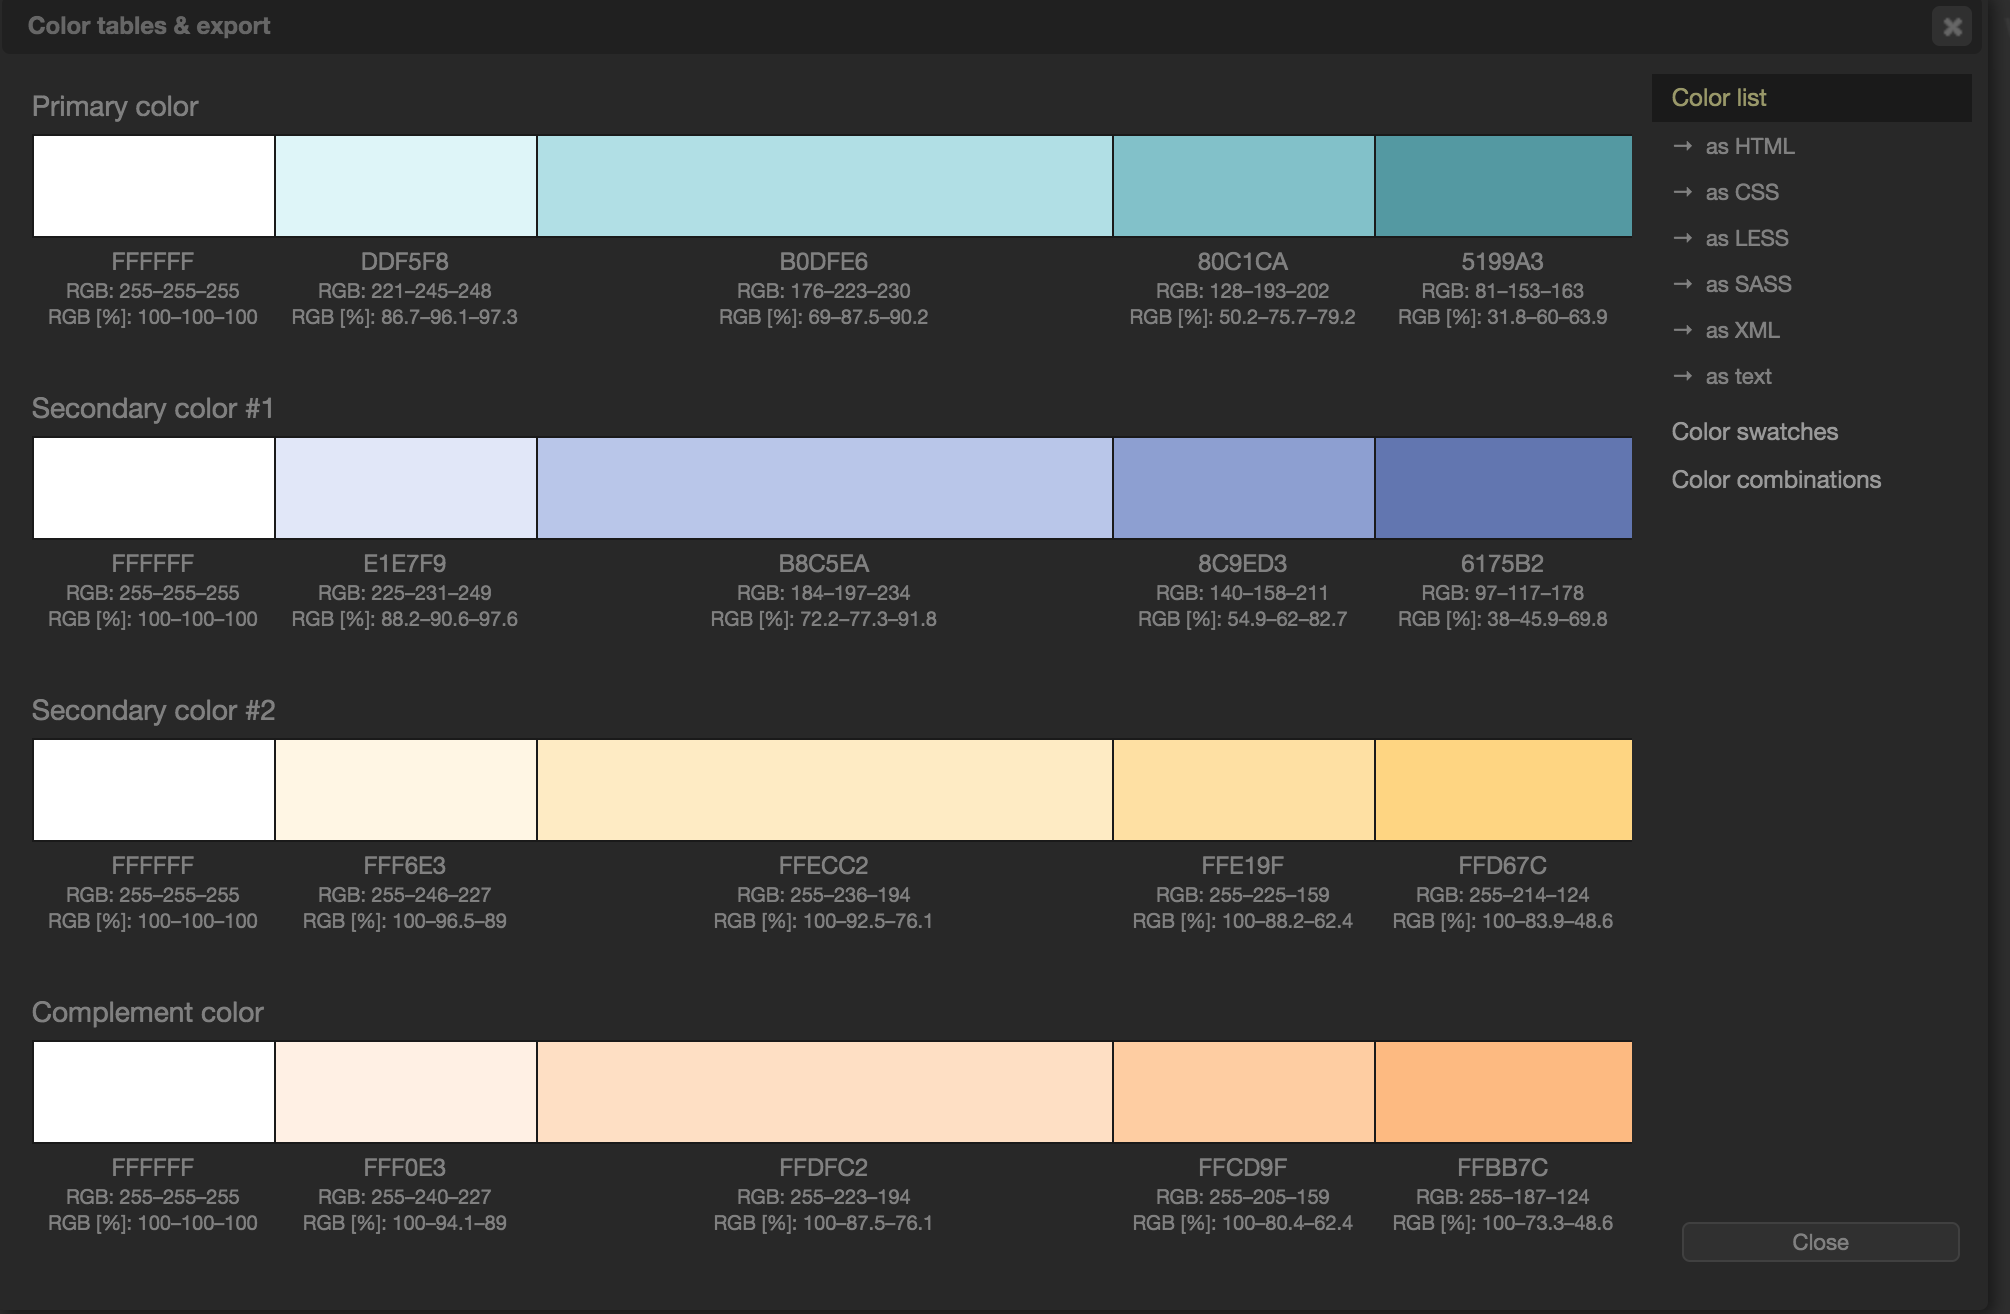 Color tables & export
Primary color
FFFFFF
RGB: 255–255–255
RGB [%]: 100–100–100
DDF5F8
RGB: 221–245–248
RGB [%]: 86.7–96.1–97.3
B0DFE6
RGB: 176–223–230
RGB [%]: 69–87.5–90.2
80C1CA
RGB: 128–193–202
RGB [%]: 50.2–75.7–79.2
5199A3
RGB: 81–153–163
RGB [%]: 31.8–60–63.9
Secondary color #1
FFFFFF
RGB: 255–255–255
RGB [%]: 100–100–100
E1E7F9
RGB: 225–231–249
RGB [%]: 88.2–90.6–97.6
B8C5EA
RGB: 184–197–234
RGB [%]: 72.2–77.3–91.8
8C9ED3
RGB: 140–158–211
RGB [%]: 54.9–62–82.7
6175B2
RGB: 97–117–178
RGB [%]: 38–45.9–69.8
Secondary color #2
FFFFFF
RGB: 255–255–255
RGB [%]: 100–100–100
FFF6E3
RGB: 255–246–227
RGB [%]: 100–96.5–89
FFECC2
RGB: 255–236–194
RGB [%]: 100–92.5–76.1
FFE19F
RGB: 255–225–159
RGB [%]: 100–88.2–62.4
FFD67C
RGB: 255–214–124
RGB [%]: 100–83.9–48.6
Complement color
FFFFFF
RGB: 255–255–255
RGB [%]: 100–100–100
FFF0E3
RGB: 255–240–227
RGB [%]: 100–94.1–89
FFDFC2
RGB: 255–223–194
RGB [%]: 100–87.5–76.1
FFCD9F
RGB: 255–205–159
RGB [%]: 100–80.4–62.4
FFBB7C
RGB: 255–187–124
RGB [%]: 100–73.3–48.6
Color list
→ as HTML
→ as CSS
→ as LESS
→ as SASS
→ as XML
→ as text
Color swatches
Color combinations
Close